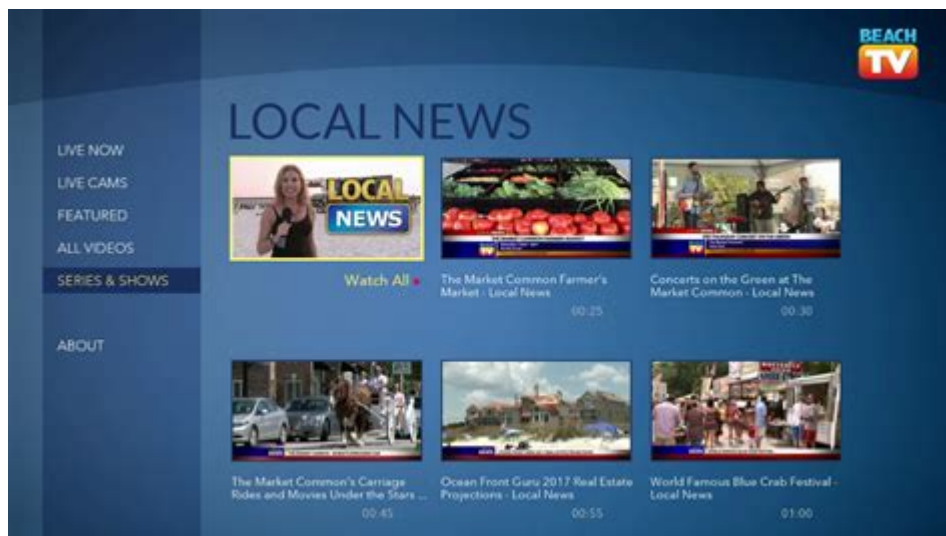 BEACH
TV
LOCAL NEWS
LIVE NOW
LIVE CAMS
FEATURED
ALL VIDEOS
SERIES & SHOWS
ABOUT
LOCAL
NEWS
Watch All
The Market Common Farmer's
Market - Local News
00:25
Concerts on the Green at The
Market Common - Local News
00:30
The Market Common's Carriage
Rides and Movies Under the Stars ...
00:45
Ocean Front Guru 2017 Real Estate
Projections - Local News
00:55
World Famous Blue Crab Festival -
Local News
01:00